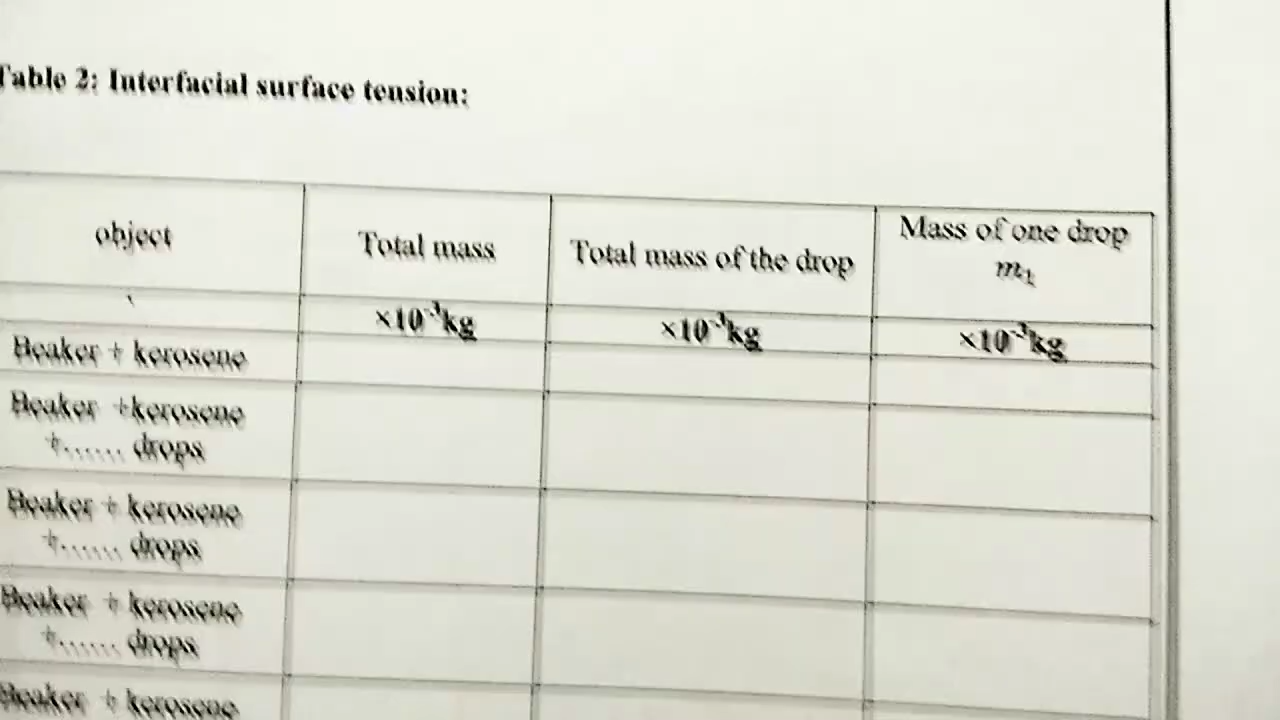 Table 2: Interfacial surface tension:
object
Total mass
Total mass of the drop
Mass of one drop
m₁
×10⁻³kg
×10⁻³kg
×10⁻³kg
Beaker + kerosene
Beaker +kerosene
+...... drops
Beaker + kerosene
+...... drops
Beaker + kerosene
+...... drops
Beaker + kerosene